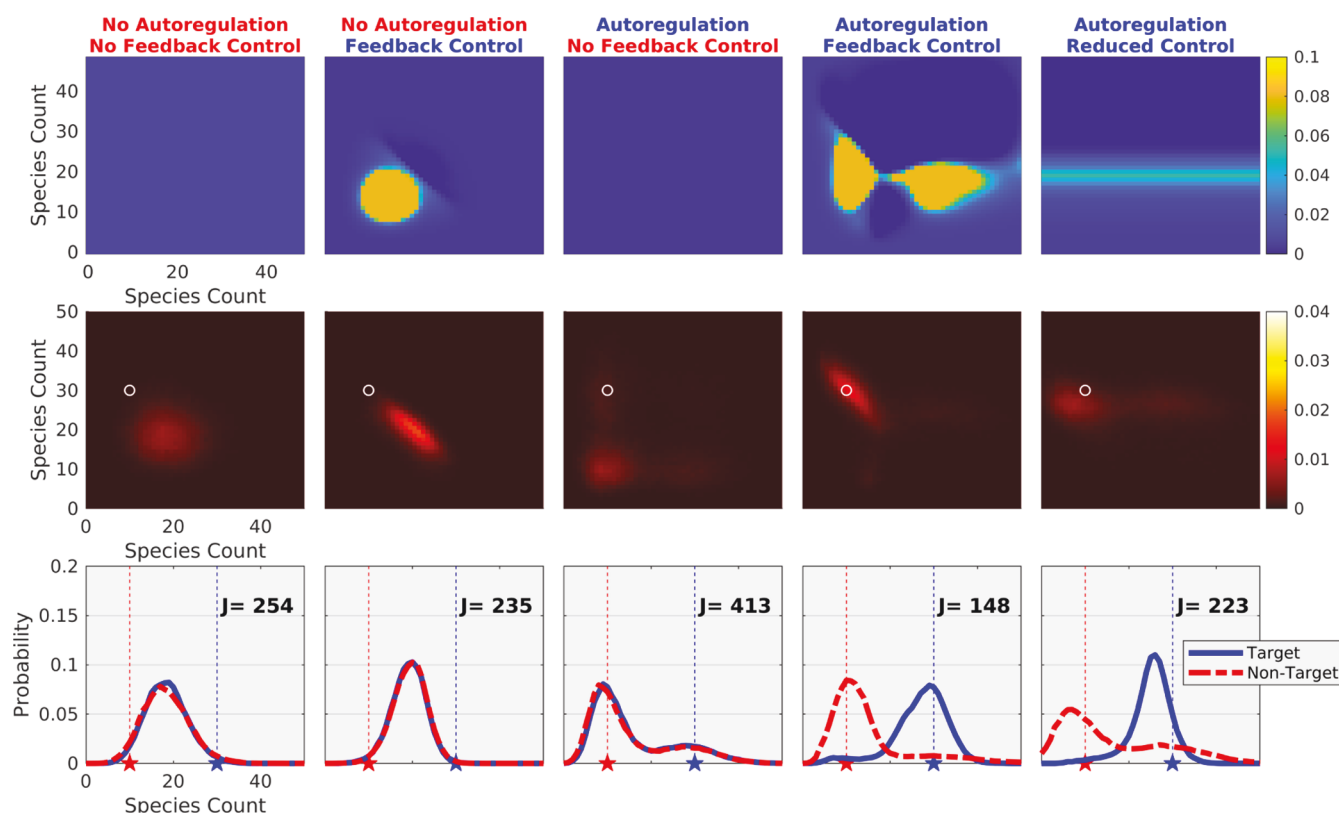 No Autoregulation
No Feedback Control
No Autoregulation
Feedback Control
Autoregulation
No Feedback Control
Autoregulation
Feedback Control
Autoregulation
Reduced Control
Species Count
40
30
20
10
0
0
20
40
Species Count
0.1
0.08
0.06
0.04
0.02
0
Species Count
50
40
30
20
10
0
0
20
40
Species Count
0.04
0.03
0.02
0.01
0
Probability
0.2
0.15
0.1
0.05
0
J= 254
J= 235
J= 413
J= 148
J= 223
Target
Non-Target
0
20
40
Species Count